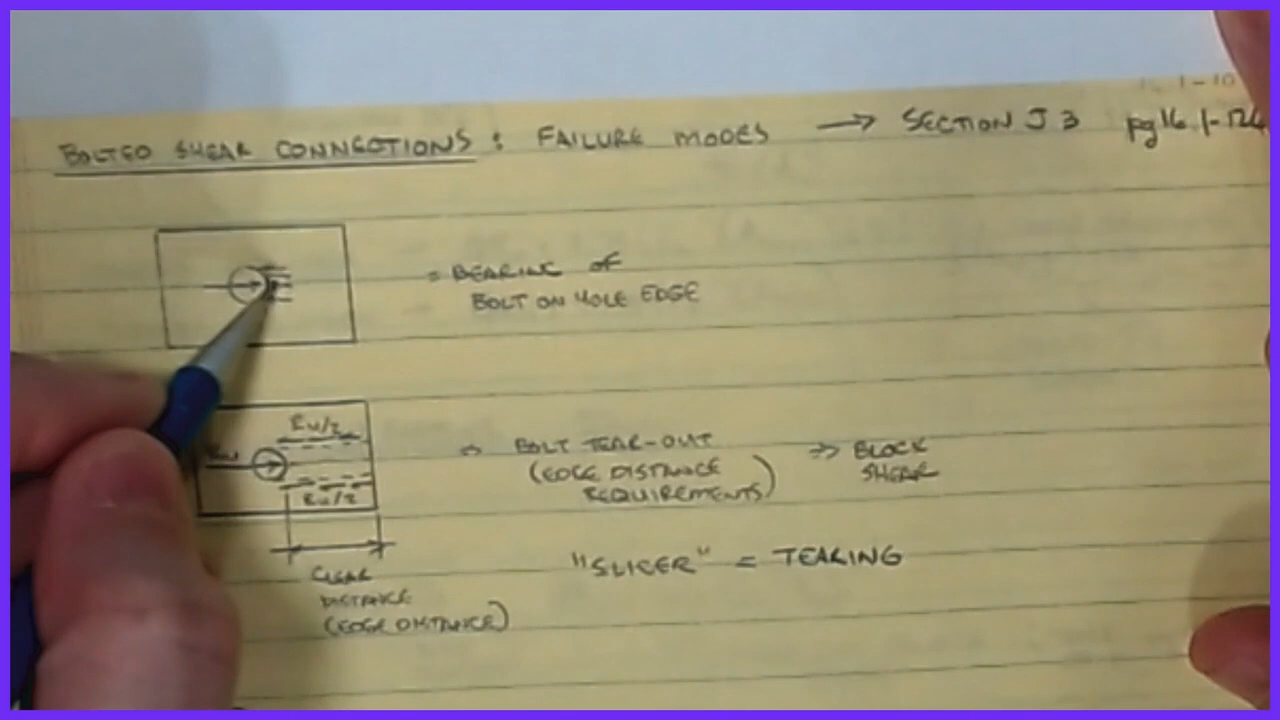 BOLTED SHEAR CONNECTIONS : FAILURE MODES → SECTION J3 pg 16.1-124
= BEARING OF
BOLT ON HOLE EDGE
Ru/2
⇒ BOLT TEAR-OUT ⇒ BLOCK
(EDGE DISTANCE SHEAR
REQUIREMENTS)
Ru/2
"SLICER" = TEARING
CLEAR
DISTANCE
(EDGE DISTANCE)